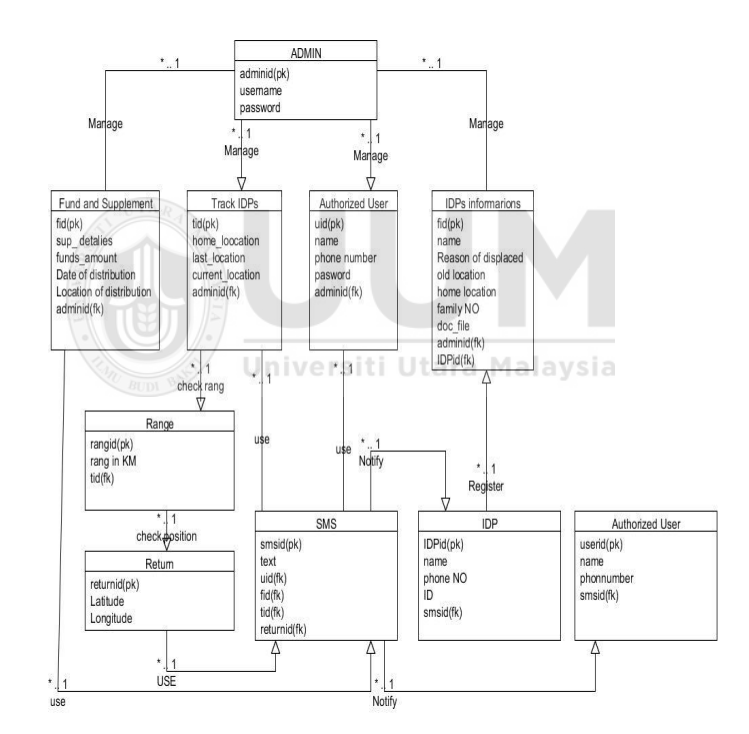 ADMIN
adminid(pk)
username
password
* .. 1
* .. 1
Manage
* .. 1
Manage
* .. 1
Manage
Manage
Fund and Supplement
fid(pk)
sup_detalies
funds_amount
Date of distribution
Location of distribution
adminid(fk)
Track IDPs
tid(pk)
home_loocation
last_location
current_location
adminid(fk)
Authorized User
uid(pk)
name
phone number
pasword
adminid(fk)
IDPs informarions
fid(pk)
name
Reason of displaced
old location
home location
family NO
doc_file
adminid(fk)
IDPid(fk)
UUM
Universiti Utara Malaysia
* .. 1
check rang
* .. 1
* .. 1
use
use
* .. 1
Notify
* .. 1
Register
Range
rangid(pk)
rang in KM
tid(fk)
* .. 1
check position
Return
returnid(pk)
Latitude
Longitude
SMS
smsid(pk)
text
uid(fk)
fid(fk)
tid(fk)
returnid(fk)
IDP
IDPid(pk)
name
phone NO
ID
smsid(fk)
Authorized User
userid(pk)
name
phonnumber
smsid(fk)
* .. 1
USE
* .. 1
use
* .. 1
Notify